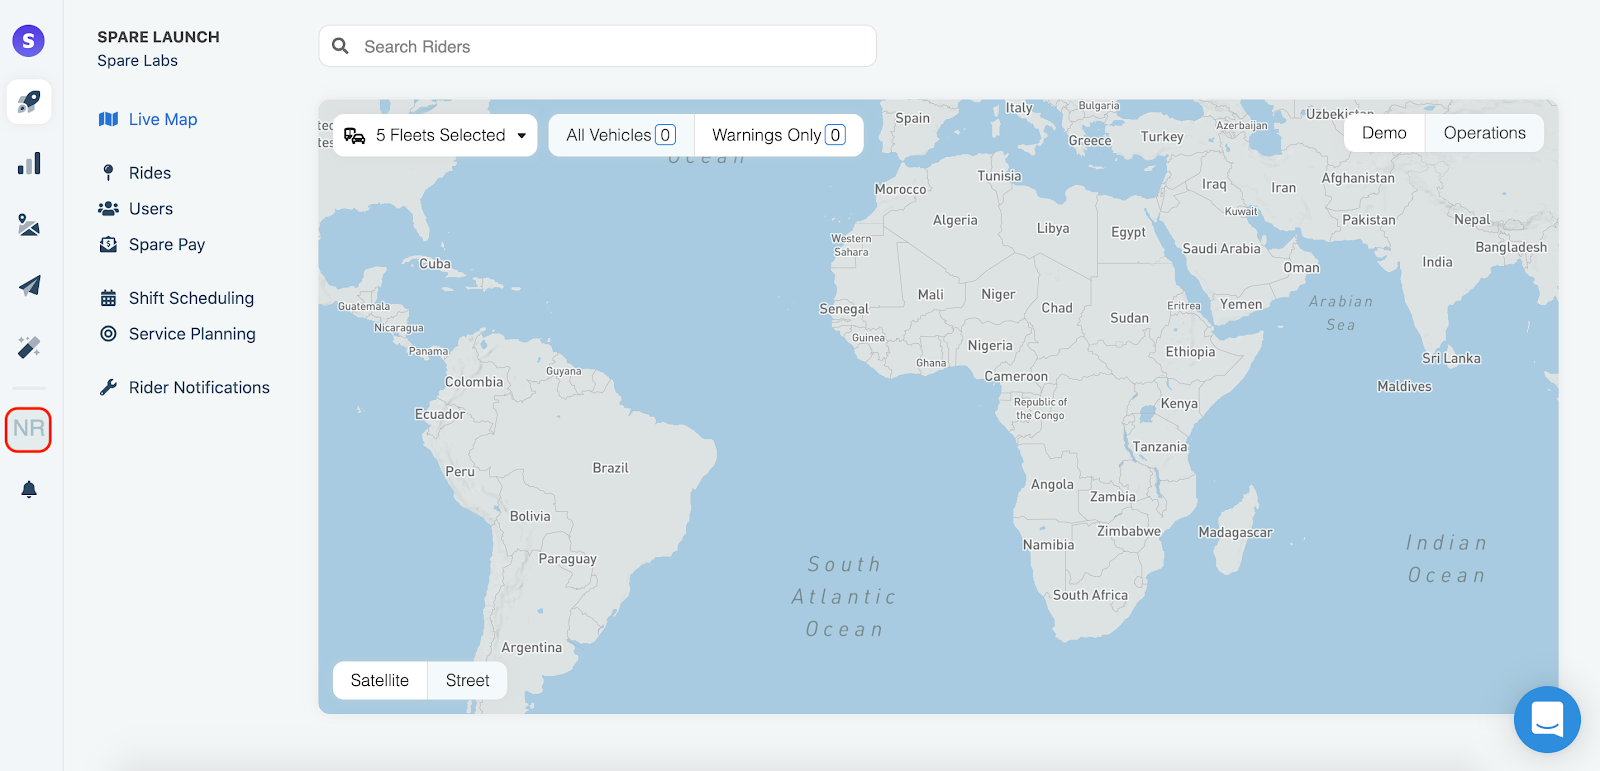 S
SPARE LAUNCH
Spare Labs
Live Map
Rides
Users
Spare Pay
Shift Scheduling
Service Planning
Rider Notifications
NR
Search Riders
5 Fleets Selected
All Vehicles 0
Warnings Only 0
Demo
Operations
Ocean
Spain
Italy
Bulgaria
Greece
Turkey
Azerbaijan
Morocco
Tunisia
Algeria
Libya
Egypt
Iraq
Iran
Kuwait
Afghanistan
Pakistan
Nepal
Bangladesh
India
Western
Sahara
Saudi Arabia
Oman
Cuba
Guatemala
Nicaragua
Panama
Mali
Niger
Chad
Sudan
Eritrea
Yemen
Arabian
Sea
Senegal
Guinea
Ghana
Nigeria
Cameroon
Ethiopia
Sri Lanka
Maldives
Guyana
Colombia
Ecuador
Republic of
the Congo
Kenya
Tanzania
Peru
Brazil
Angola
Zambia
Bolivia
Zimbabwe
Madagascar
Namibia
Paraguay
South Africa
South
Atlantic
Ocean
Indian
Ocean
Argentina
Satellite
Street